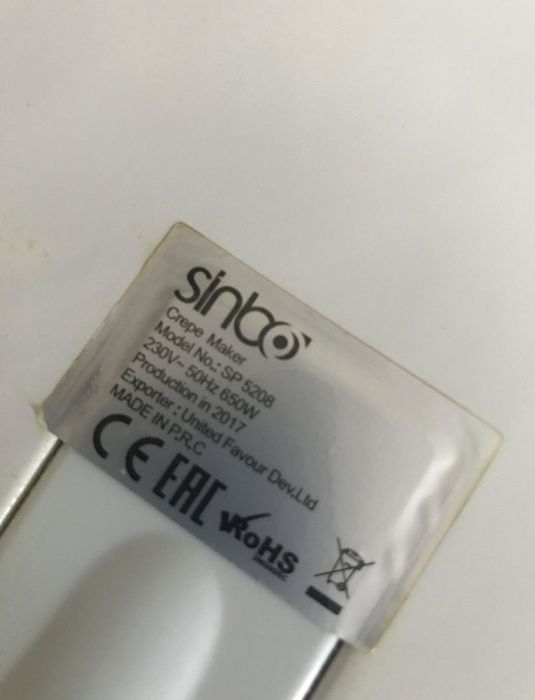 sinbo
Crepe Maker
Model No.: SP 5208
230V~ 50Hz 650W
Production in 2017
Exporter : United Favour Dev.Ltd
MADE IN P.R.C
CE EAC RoHS